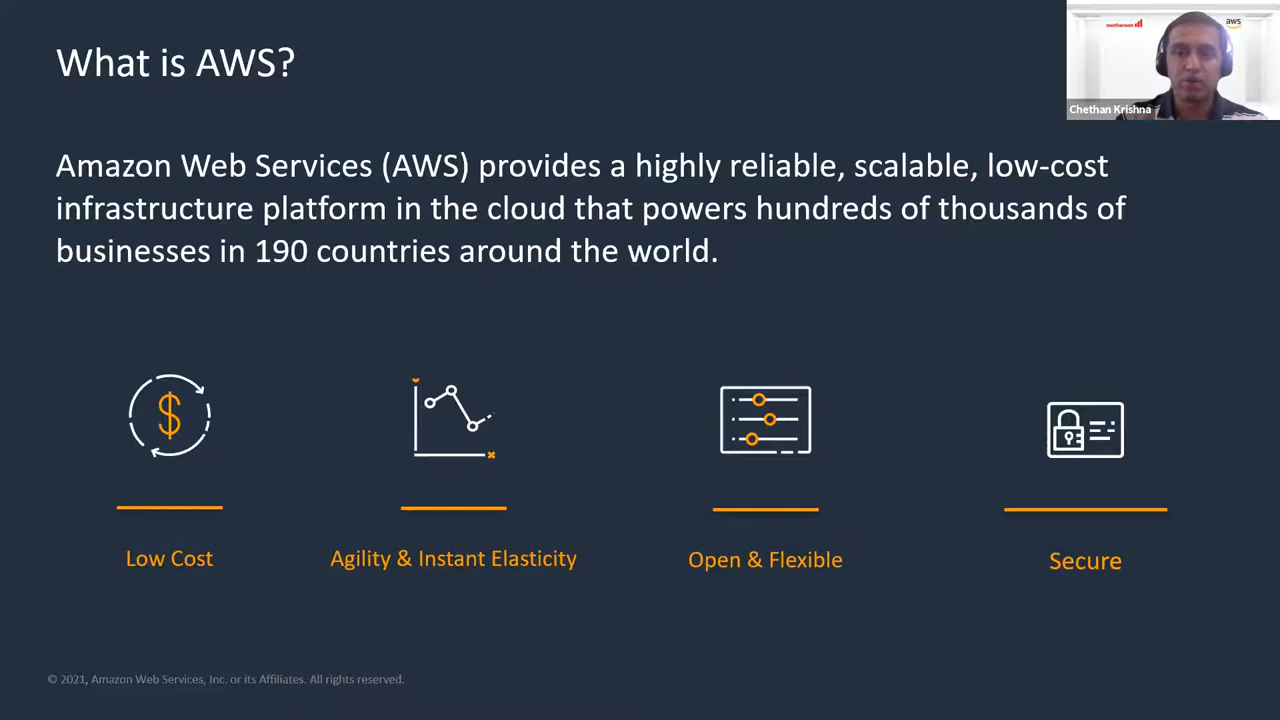 What is AWS?
matherson
aws
Chethan Krishna
Amazon Web Services (AWS) provides a highly reliable, scalable, low-cost
infrastructure platform in the cloud that powers hundreds of thousands of
businesses in 190 countries around the world.
$
Low Cost
Agility & Instant Elasticity
Open & Flexible
Secure
© 2021, Amazon Web Services, Inc. or its Affiliates. All rights reserved.